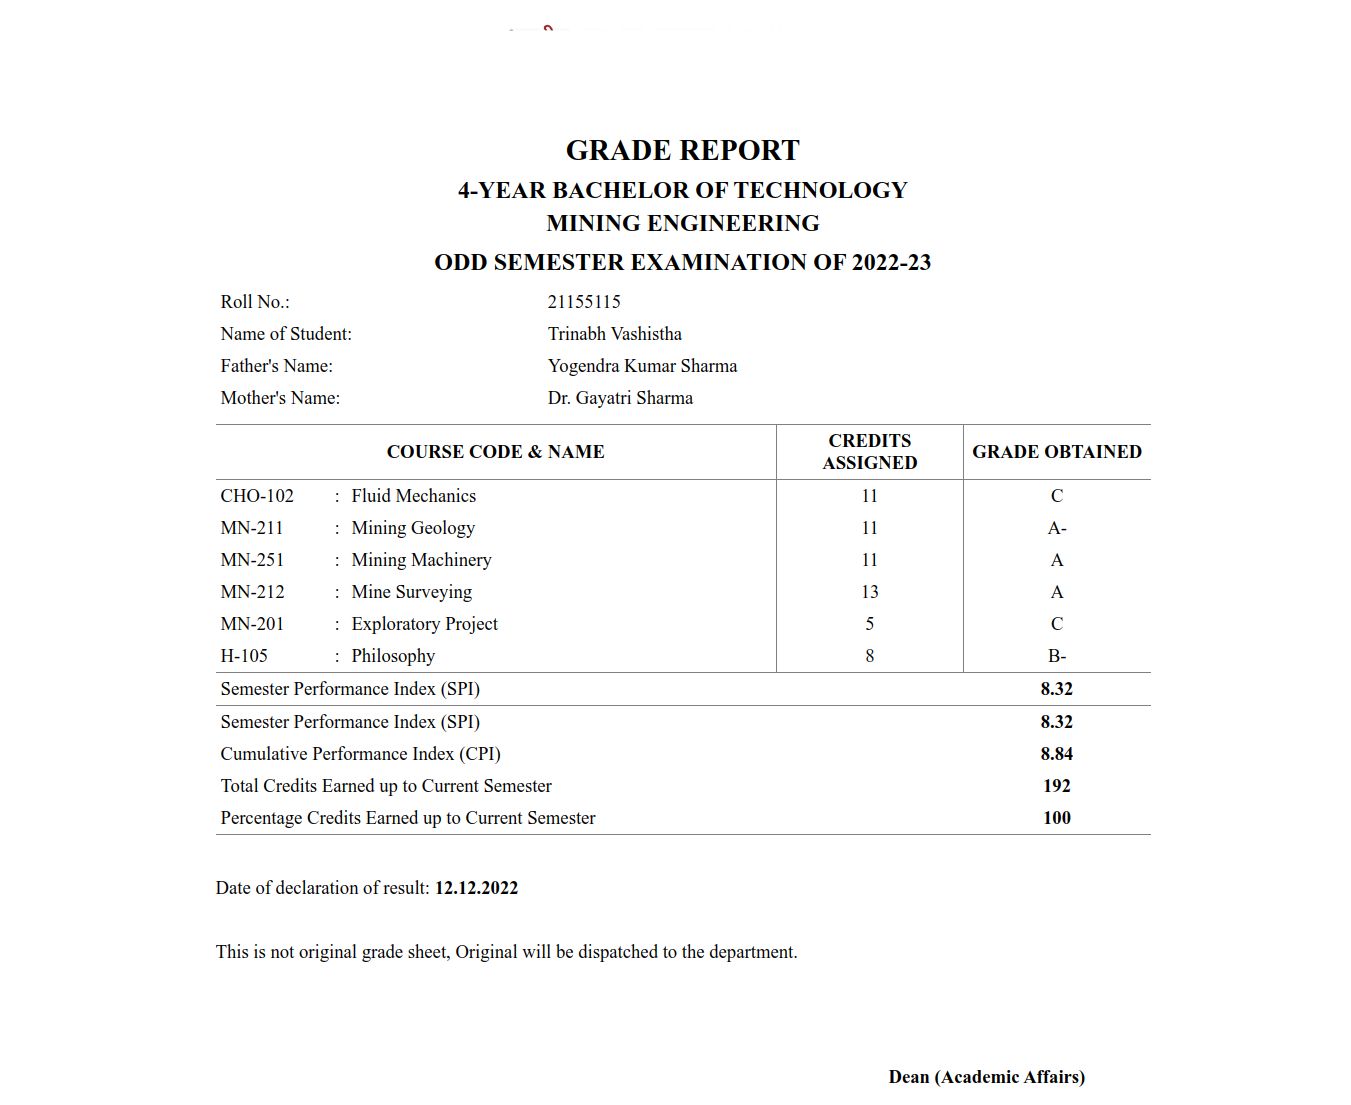 GRADE REPORT
4-YEAR BACHELOR OF TECHNOLOGY
MINING ENGINEERING
ODD SEMESTER EXAMINATION OF 2022-23
Roll No.: 21155115
Name of Student: Trinabh Vashistha
Father's Name: Yogendra Kumar Sharma
Mother's Name: Dr. Gayatri Sharma
COURSE CODE & NAME CREDITS ASSIGNED GRADE OBTAINED
CHO-102 : Fluid Mechanics 11 C
MN-211 : Mining Geology 11 A-
MN-251 : Mining Machinery 11 A
MN-212 : Mine Surveying 13 A
MN-201 : Exploratory Project 5 C
H-105 : Philosophy 8 B-
Semester Performance Index (SPI) 8.32
Semester Performance Index (SPI) 8.32
Cumulative Performance Index (CPI) 8.84
Total Credits Earned up to Current Semester 192
Percentage Credits Earned up to Current Semester 100
Date of declaration of result: 12.12.2022
This is not original grade sheet, Original will be dispatched to the department.
Dean (Academic Affairs)